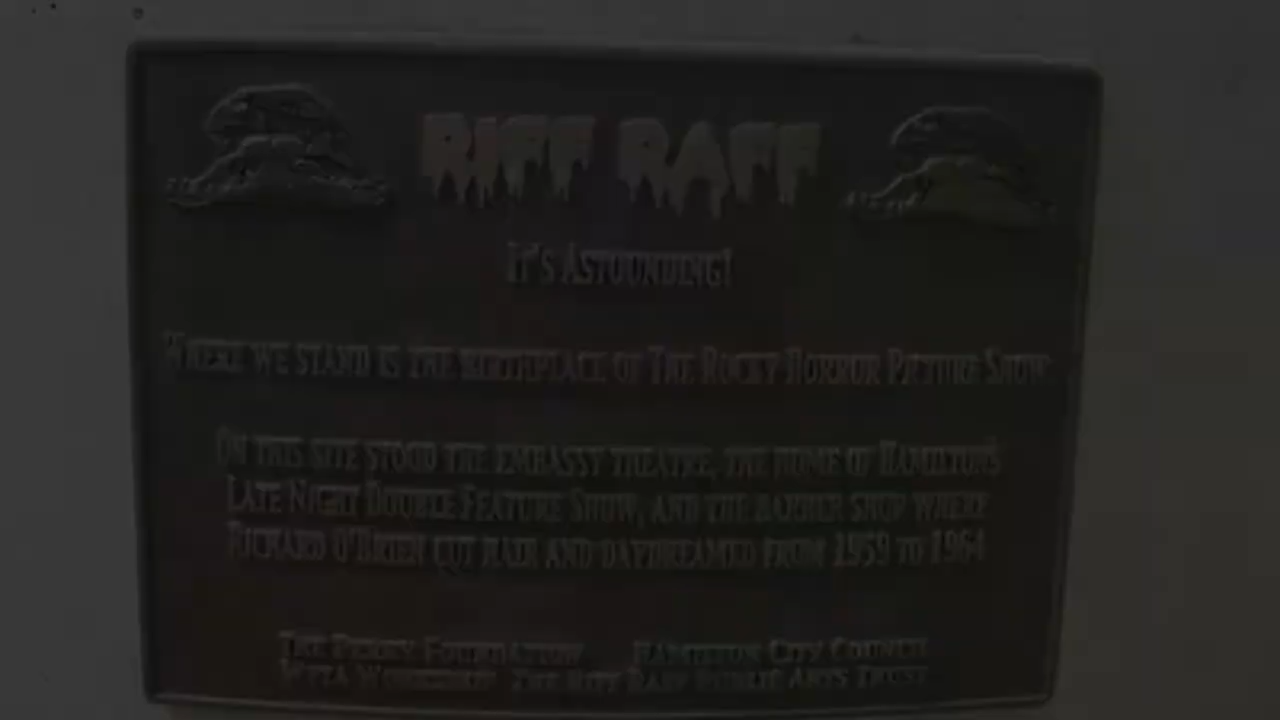 RIFF RAFF
IT'S ASTOUNDING!
WHERE WE STAND IS THE BIRTHPLACE OF THE ROCKY HORROR PICTURE SHOW
ON THIS SITE STOOD THE EMBASSY THEATRE, THE HOME OF HAMILTON'S
LATE NIGHT DOUBLE FEATURE SHOW, AND THE BARBER SHOP WHERE
RICHARD O'BRIEN CUT HAIR AND DAYDREAMED FROM 1959 TO 1964
THE PERRY FOUNDATION HAMILTON CITY COUNCIL
WETA WORKSHOP THE RIFF RAFF PUBLIC ARTS TRUST